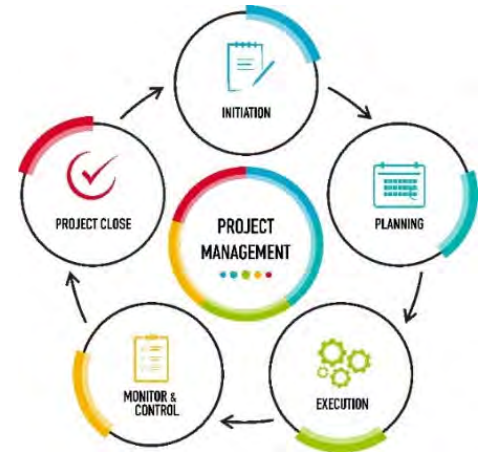 INITIATION
PLANNING
EXECUTION
MONITOR &
CONTROL
PROJECT CLOSE
PROJECT
MANAGEMENT